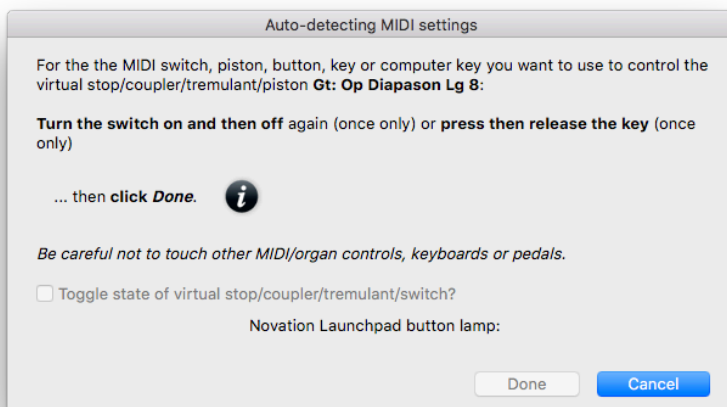 Auto-detecting MIDI settings
For the the MIDI switch, piston, button, key or computer key you want to use to control the
virtual stop/coupler/tremulant/piston Gt: Op Diapason Lg 8:
Turn the switch on and then off again (once only) or press then release the key (once
only)
... then click Done.
Be careful not to touch other MIDI/organ controls, keyboards or pedals.
Toggle state of virtual stop/coupler/tremulant/switch?
Novation Launchpad button lamp:
Done Cancel